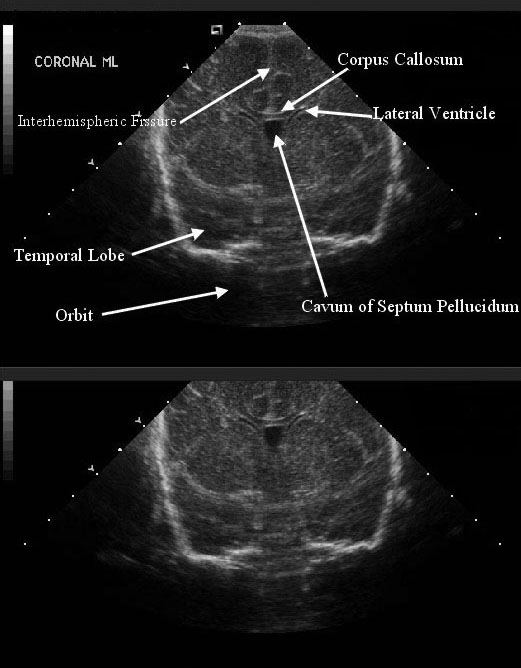 CORONAL ML
Corpus Callosum
Interhemispheric Fissure
Lateral Ventricle
Temporal Lobe
Orbit
Cavum of Septum Pellucidum